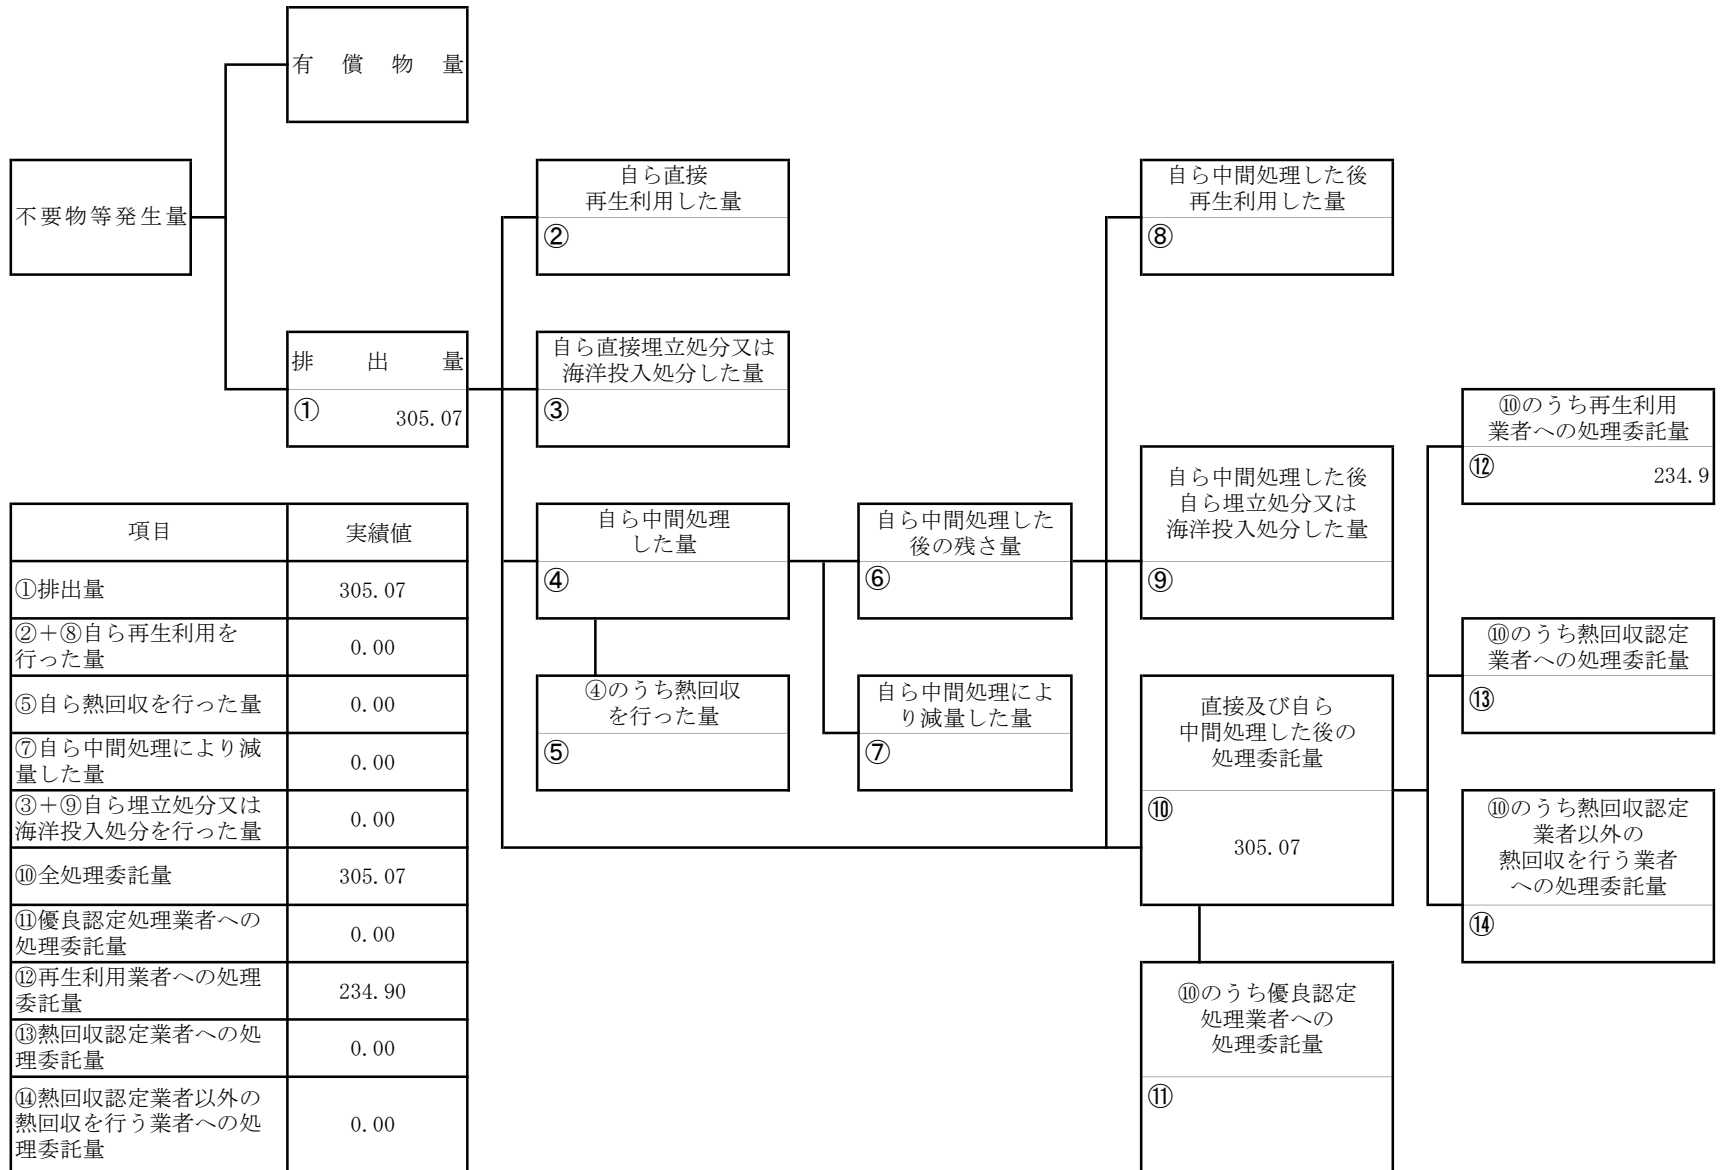 有償物量
不要物等発生量
排出量
① 305.07
自ら直接
再生利用した量
②
自ら直接埋立処分又は
海洋投入処分した量
③
自ら中間処理
した量
④
④のうち熱回収
を行った量
⑤
自ら中間処理した
後の残さ量
⑥
自ら中間処理によ
り減量した量
⑦
自ら中間処理した後
再生利用した量
⑧
自ら中間処理した後
自ら埋立処分又は
海洋投入処分した量
⑨
直接及び自ら
中間処理した後の
処理委託量
⑩
305.07
⑩のうち優良認定
処理業者への
処理委託量
⑪
⑩のうち再生利用
業者への処理委託量
⑫ 234.9
⑩のうち熱回収認定
業者への処理委託量
⑬
⑩のうち熱回収認定
業者以外の
熱回収を行う業者
への処理委託量
⑭
項目 実績値
①排出量 305.07
②＋⑧自ら再生利用を
行った量 0.00
⑤自ら熱回収を行った量 0.00
⑦自ら中間処理により減
量した量 0.00
③＋⑨自ら埋立処分又は
海洋投入処分を行った量 0.00
⑩全処理委託量 305.07
⑪優良認定処理業者への
処理委託量 0.00
⑫再生利用業者への処理
委託量 234.90
⑬熱回収認定業者への処
理委託量 0.00
⑭熱回収認定業者以外の
熱回収を行う業者への処
理委託量 0.00